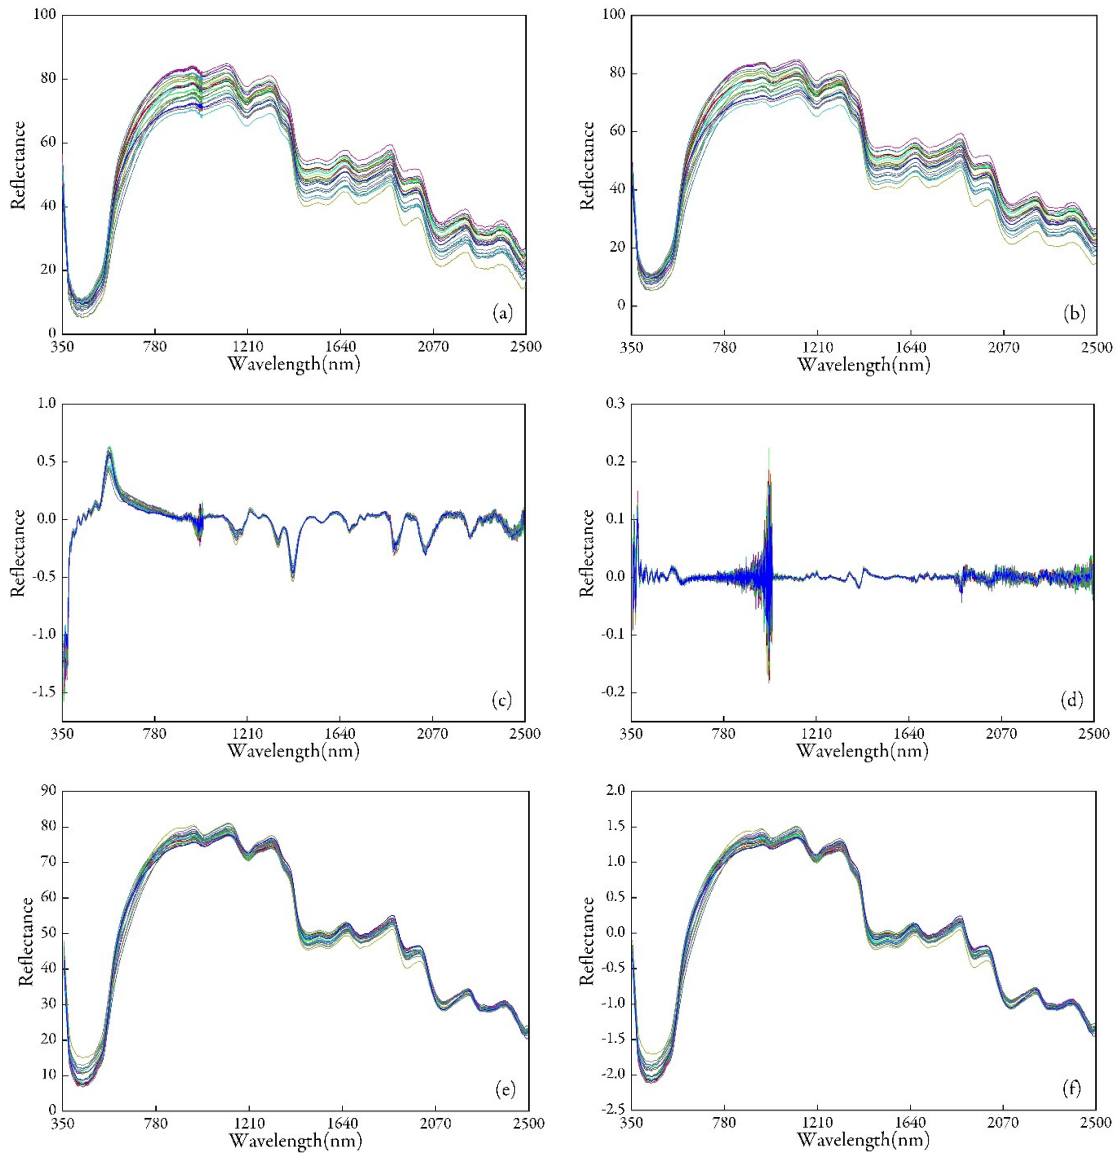 100
80
60
40
20
0
350 780 1210 1640 2070 2500
Reflectance
Wavelength(nm)
(a)
100
80
60
40
20
0
350 780 1210 1640 2070 2500
Reflectance
Wavelength(nm)
(b)
1.0
0.5
0.0
-0.5
-1.0
-1.5
350 780 1210 1640 2070 2500
Reflectance
Wavelength(nm)
(c)
0.3
0.2
0.1
0.0
-0.1
-0.2
350 780 1210 1640 2070 2500
Reflectance
Wavelength(nm)
(d)
90
80
70
60
50
40
30
20
10
0
350 780 1210 1640 2070 2500
Reflectance
Wavelength(nm)
(e)
2.0
1.5
1.0
0.5
0.0
-0.5
-1.0
-1.5
-2.0
-2.5
350 780 1210 1640 2070 2500
Reflectance
Wavelength(nm)
(f)